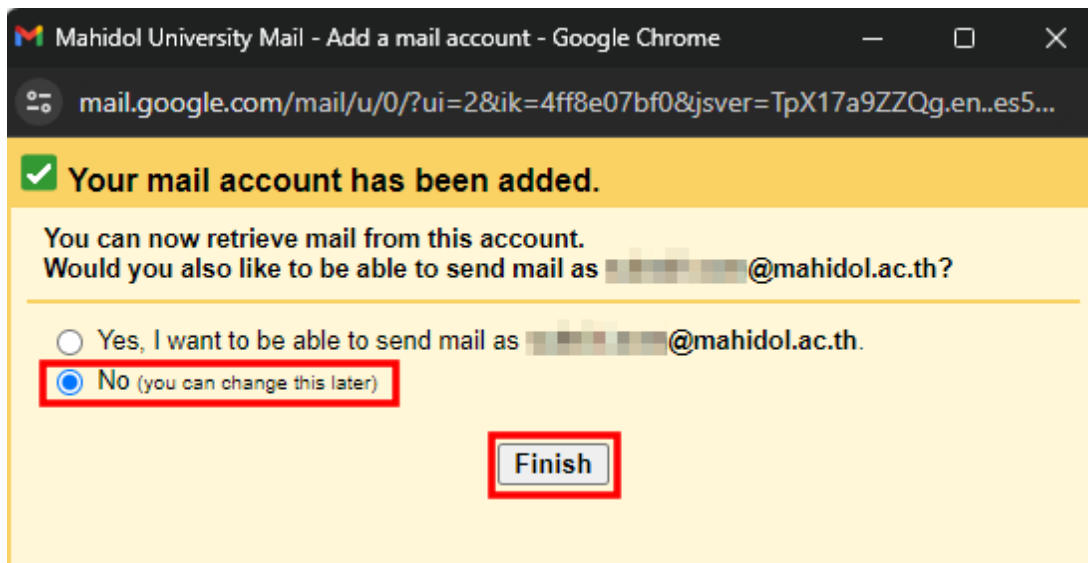 Mahidol University Mail - Add a mail account - Google Chrome
mail.google.com/mail/u/0/?ui=2&ik=4ff8e07bf0&jsver=TpX17a9ZZQg.en..es5...
Your mail account has been added.
You can now retrieve mail from this account.
Would you also like to be able to send mail as @mahidol.ac.th?
Yes, I want to be able to send mail as @mahidol.ac.th.
No (you can change this later)
Finish